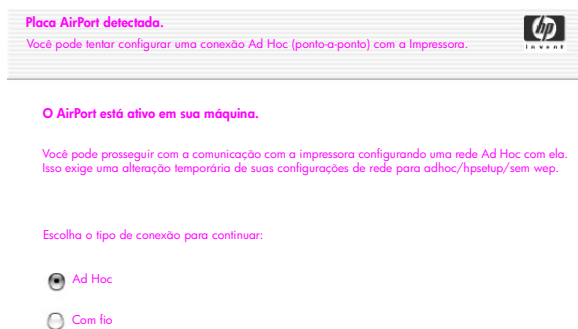 Placa AirPort detectada.
Você pode tentar configurar uma conexão Ad Hoc (ponto-a-ponto) com a Impressora.
hp
invent
O AirPort está ativo em sua máquina.
Você pode prosseguir com a comunicação com a impressora configurando uma rede Ad Hoc com ela.
Isso exige uma alteração temporária de suas configurações de rede para adhoc/hpsetup/sem wep.
Escolha o tipo de conexão para continuar:
Ad Hoc
Com fio